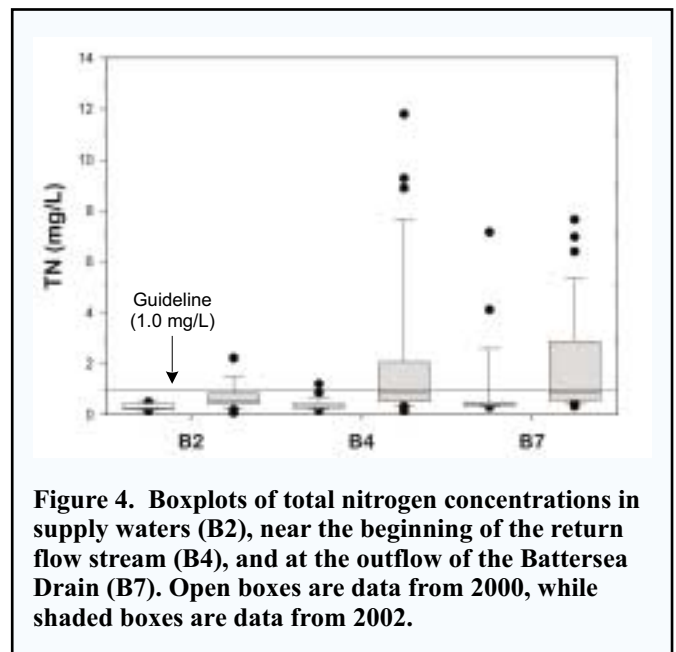 14
12
10
8
6
4
2
0
TN (mg/L)
Guideline
(1.0 mg/L)
B2 B4 B7
Figure 4. Boxplots of total nitrogen concentrations in
supply waters (B2), near the beginning of the return
flow stream (B4), and at the outflow of the Battersea
Drain (B7). Open boxes are data from 2000, while
shaded boxes are data from 2002.